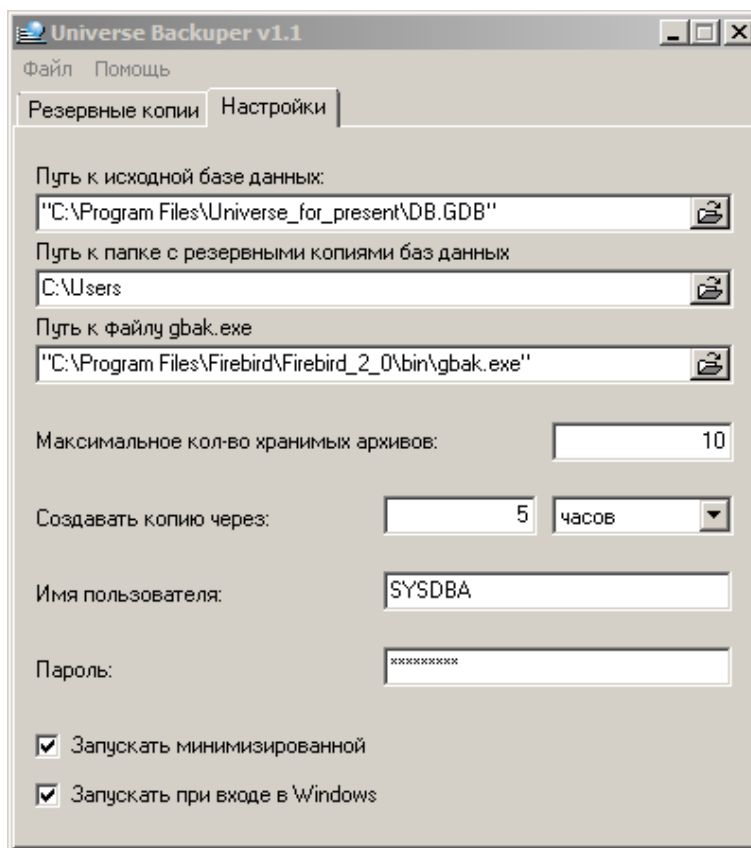 Universe Backuper v1.1
Файл Помощь
Резервные копии Настройки
Путь к исходной базе данных:
"C:\Program Files\Universe_for_present\DB.GDB"
Путь к папке с резервными копиями баз данных
C:\Users
Путь к файлу gbak.exe
"C:\Program Files\Firebird\Firebird_2_0\bin\gbak.exe"
Максимальное кол-во хранимых архивов: 10
Создавать копию через: 5 часов
Имя пользователя: SYSDBA
Пароль: *********
Запускать минимизированной
Запускать при входе в Windows